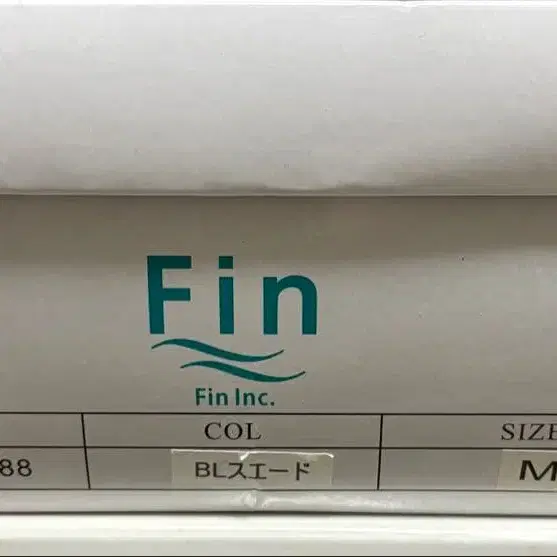 Fin
Fin Inc.
COL SIZE
88 BLスエード M